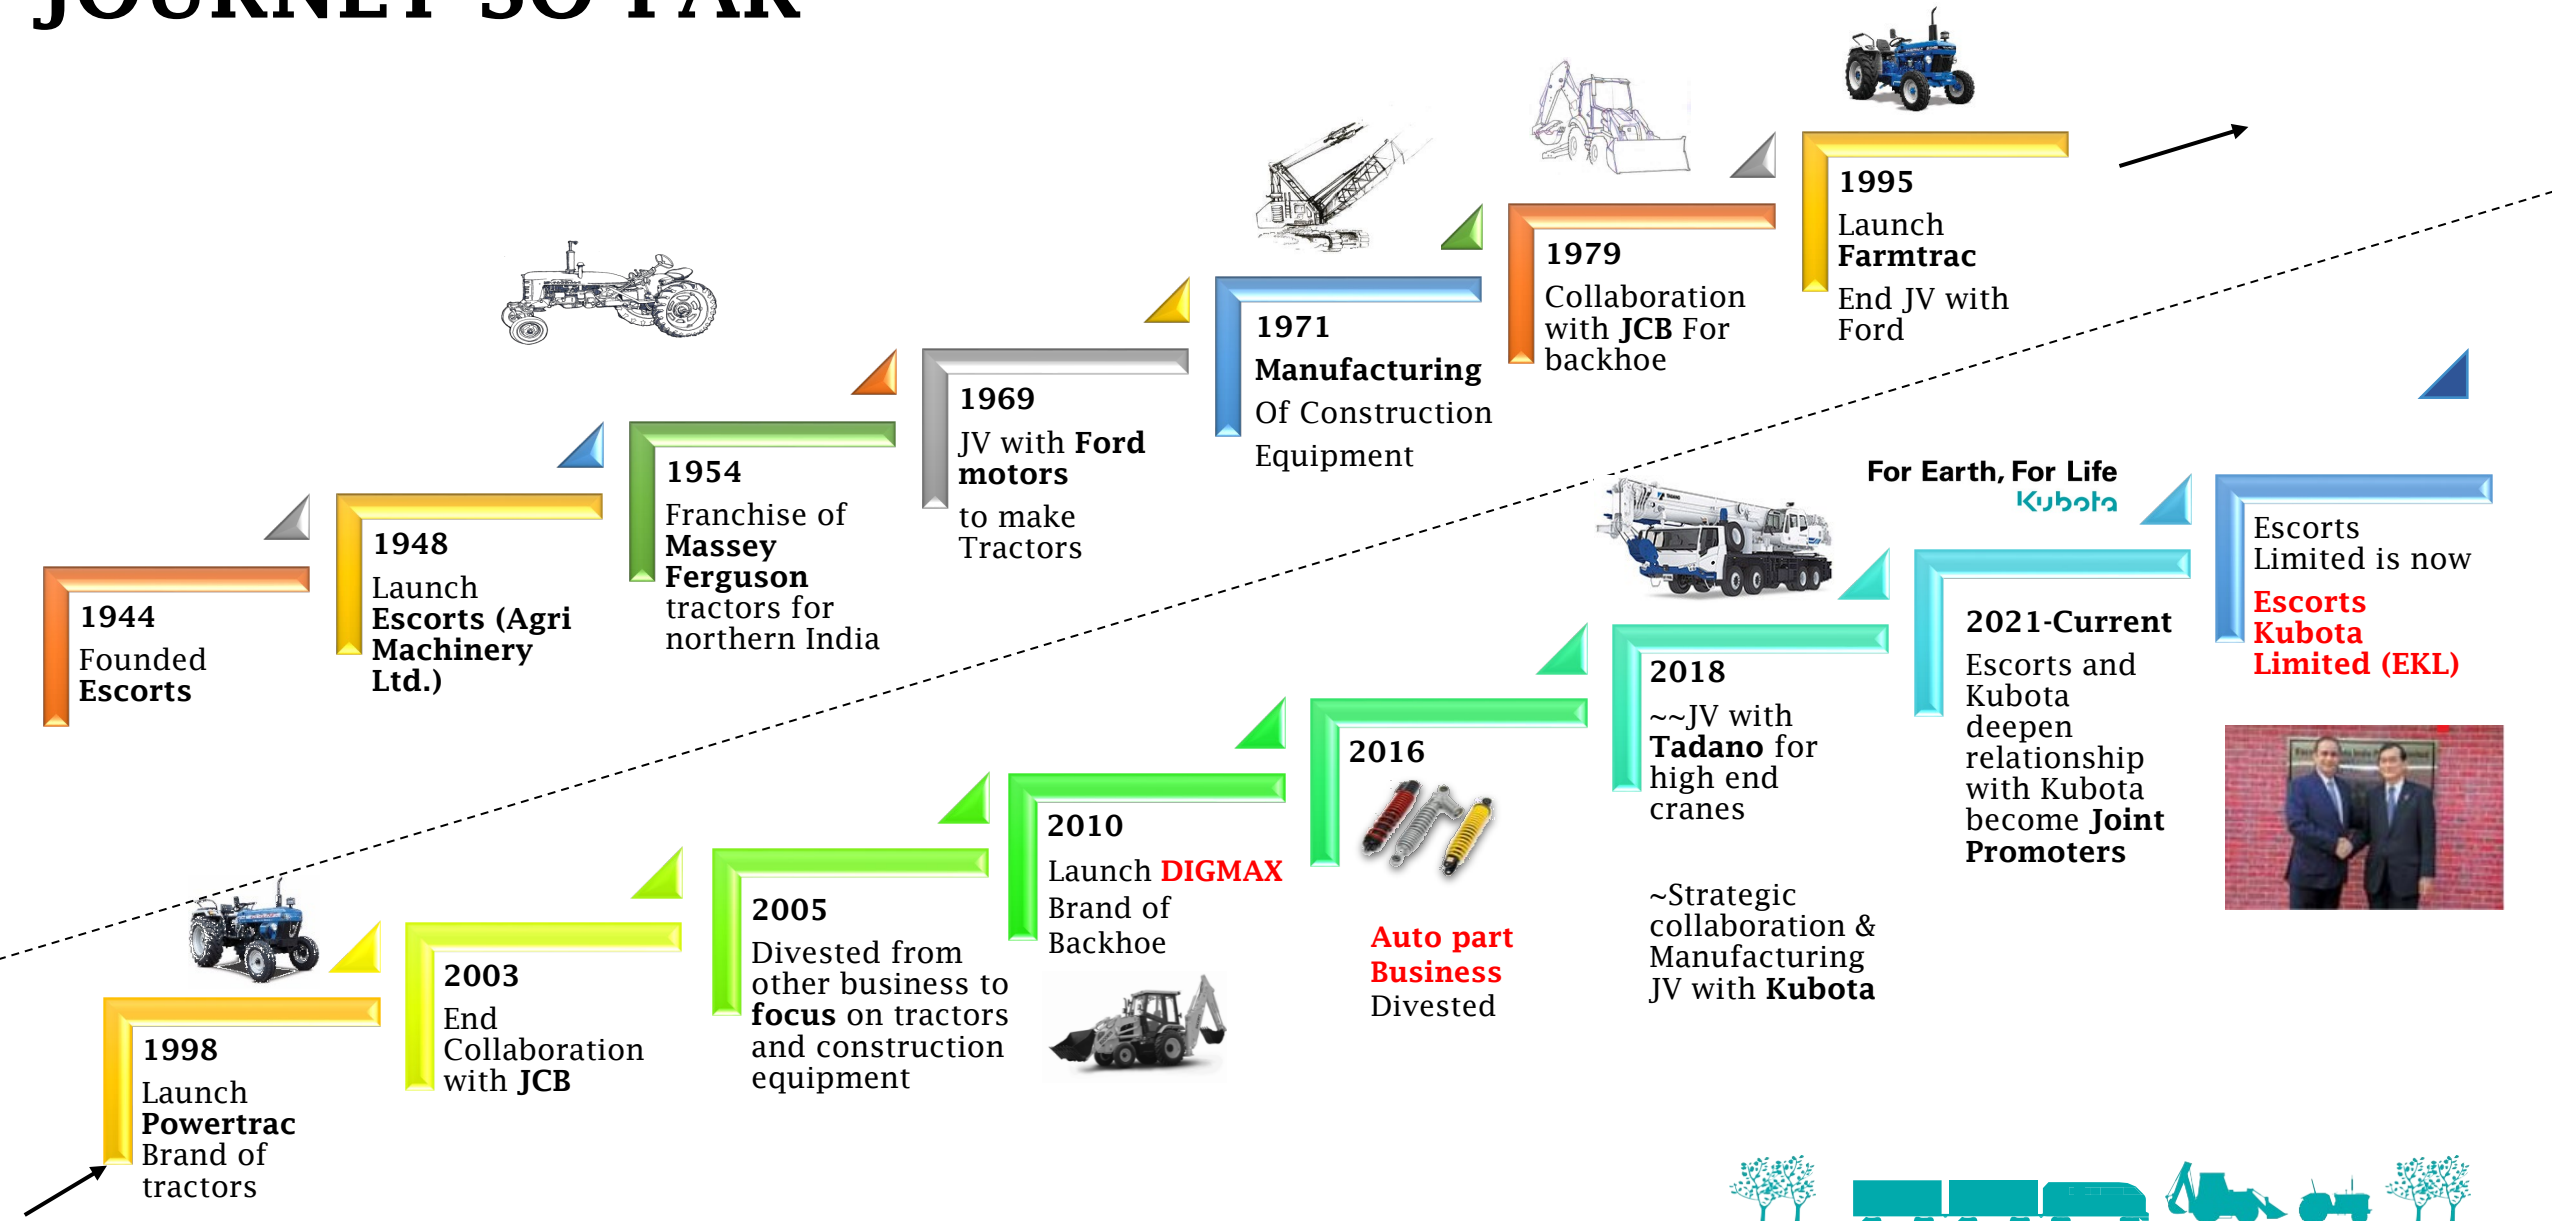 JOURNEY SO FAR
1944
Founded
Escorts
1948
Launch
Escorts (Agri
Machinery
Ltd.)
1954
Franchise of
Massey
Ferguson
tractors for
northern India
1969
JV with Ford
motors
to make
Tractors
1971
Manufacturing
Of Construction
Equipment
1979
Collaboration
with JCB For
backhoe
1995
Launch
Farmtrac
End JV with
Ford
1998
Launch
Powertrac
Brand of
tractors
2003
End
Collaboration
with JCB
2005
Divested from
other business to
focus on tractors
and construction
equipment
2010
Launch DIGMAX
Brand of
Backhoe
2016
Auto part
Business
Divested
2018
~~JV with
Tadano for
high end
cranes
~Strategic
collaboration &
Manufacturing
JV with Kubota
For Earth, For Life
Kubota
2021-Current
Escorts and
Kubota
deepen
relationship
with Kubota
become Joint
Promoters
Escorts
Limited is now
Escorts
Kubota
Limited (EKL)